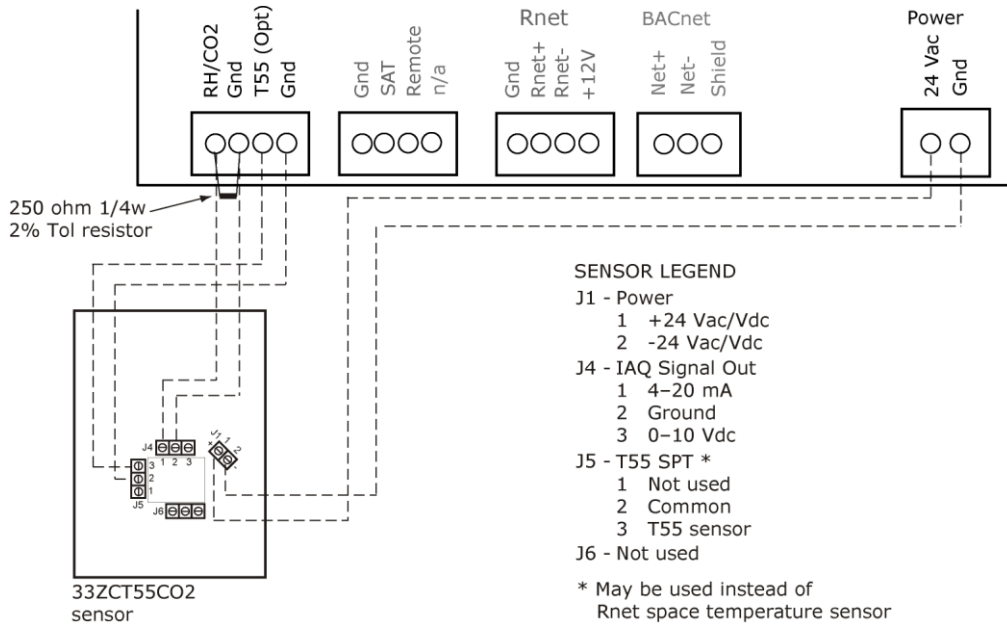 Rnet
BACnet
Power
RH/CO2
Gnd
T55 (Opt)
Gnd
Gnd
SAT
Remote
n/a
Gnd
Rnet+
Rnet-
+12V
Net+
Net-
Shield
24 Vac
Gnd
250 ohm 1/4w
2% Tol resistor
SENSOR LEGEND
J1 - Power
1 +24 Vac/Vdc
2 -24 Vac/Vdc
J4 - IAQ Signal Out
1 4–20 mA
2 Ground
3 0–10 Vdc
J5 - T55 SPT *
1 Not used
2 Common
3 T55 sensor
J6 - Not used
* May be used instead of
Rnet space temperature sensor
J4
1 2 3
J1
+ 1 2 -
3
2
1
J5
J6
33ZCT55CO2
sensor